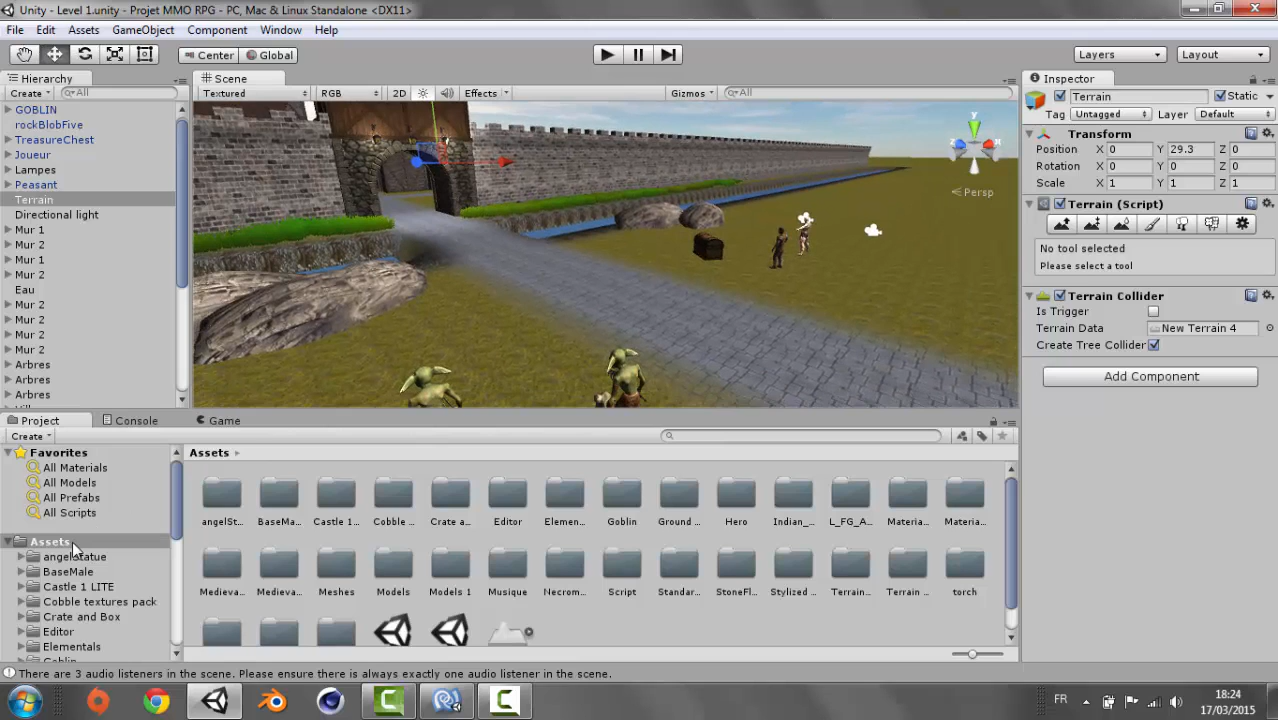 Unity - Level 1.unity - Projet MMO RPG - PC, Mac & Linux Standalone <DX11>
File Edit Assets GameObject Component Window Help
Center Global Layers Layout
Hierarchy
Create All
GOBLIN
rockBlobFive
TreasureChest
Joueur
Lampes
Peasant
Terrain
Directional light
Mur 1
Mur 2
Mur 1
Mur 2
Eau
Mur 2
Mur 2
Mur 2
Mur 2
Arbres
Arbres
Arbres
Scene
Textured RGB 2D Effects Gizmos All
y
Persp
Inspector
Terrain Static
Tag Untagged Layer Default
Transform
Position X 0 Y 29.3 Z 0
Rotation X 0 Y 0 Z 0
Scale X 1 Y 1 Z 1
Terrain (Script)
No tool selected
Please select a tool
Terrain Collider
Is Trigger
Terrain Data New Terrain 4
Create Tree Collider
Add Component
Project Console Game
Create
Favorites
All Materials
All Models
All Prefabs
All Scripts
Assets
angelstatue
BaseMale
Castle 1 LITE
Cobble textures pack
Crate and Box
Editor
Elementals
Goblin
Assets
angelSt... BaseMa... Castle 1... Cobble ... Crate a... Editor Elemen... Goblin Ground ... Hero Indian_... L_FG_A... Materia... Materia...
Medieva... Medieva... Meshes Models Models 1 Musique Necrom... Script Standar... StoneFl... Stylized ... Terrain... Terrain ... torch
There are 3 audio listeners in the scene. Please ensure there is always exactly one audio listener in the scene.
FR
18:24
17/03/2015